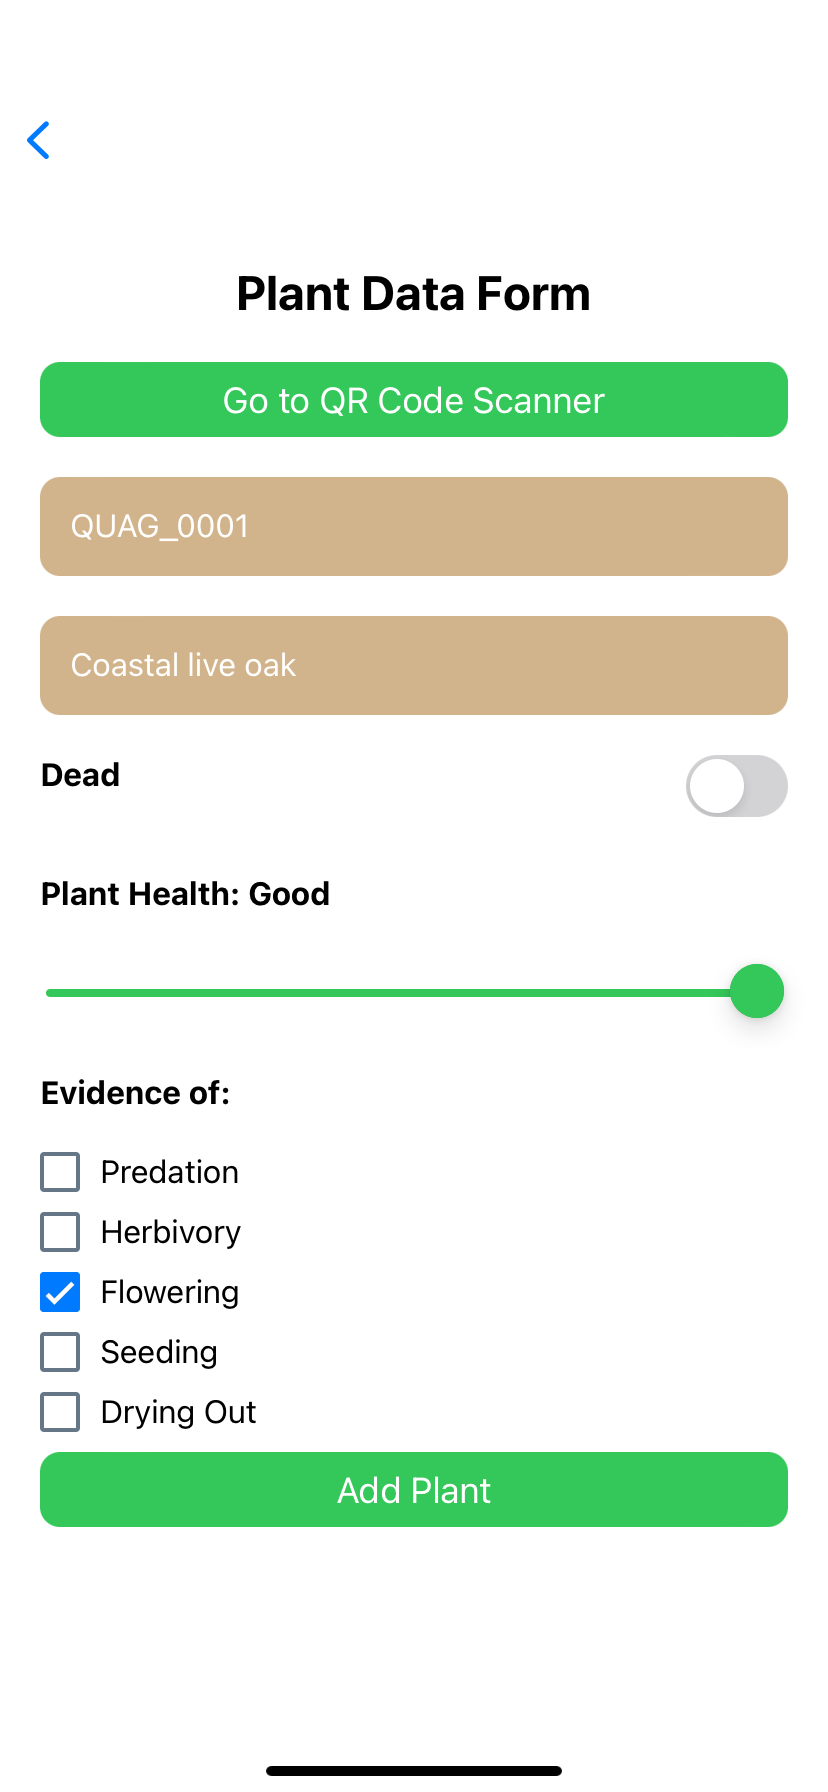 Plant Data Form
Go to QR Code Scanner
QUAG_0001
Coastal live oak
Dead
Plant Health: Good
Evidence of:
Predation
Herbivory
Flowering
Seeding
Drying Out
Add Plant